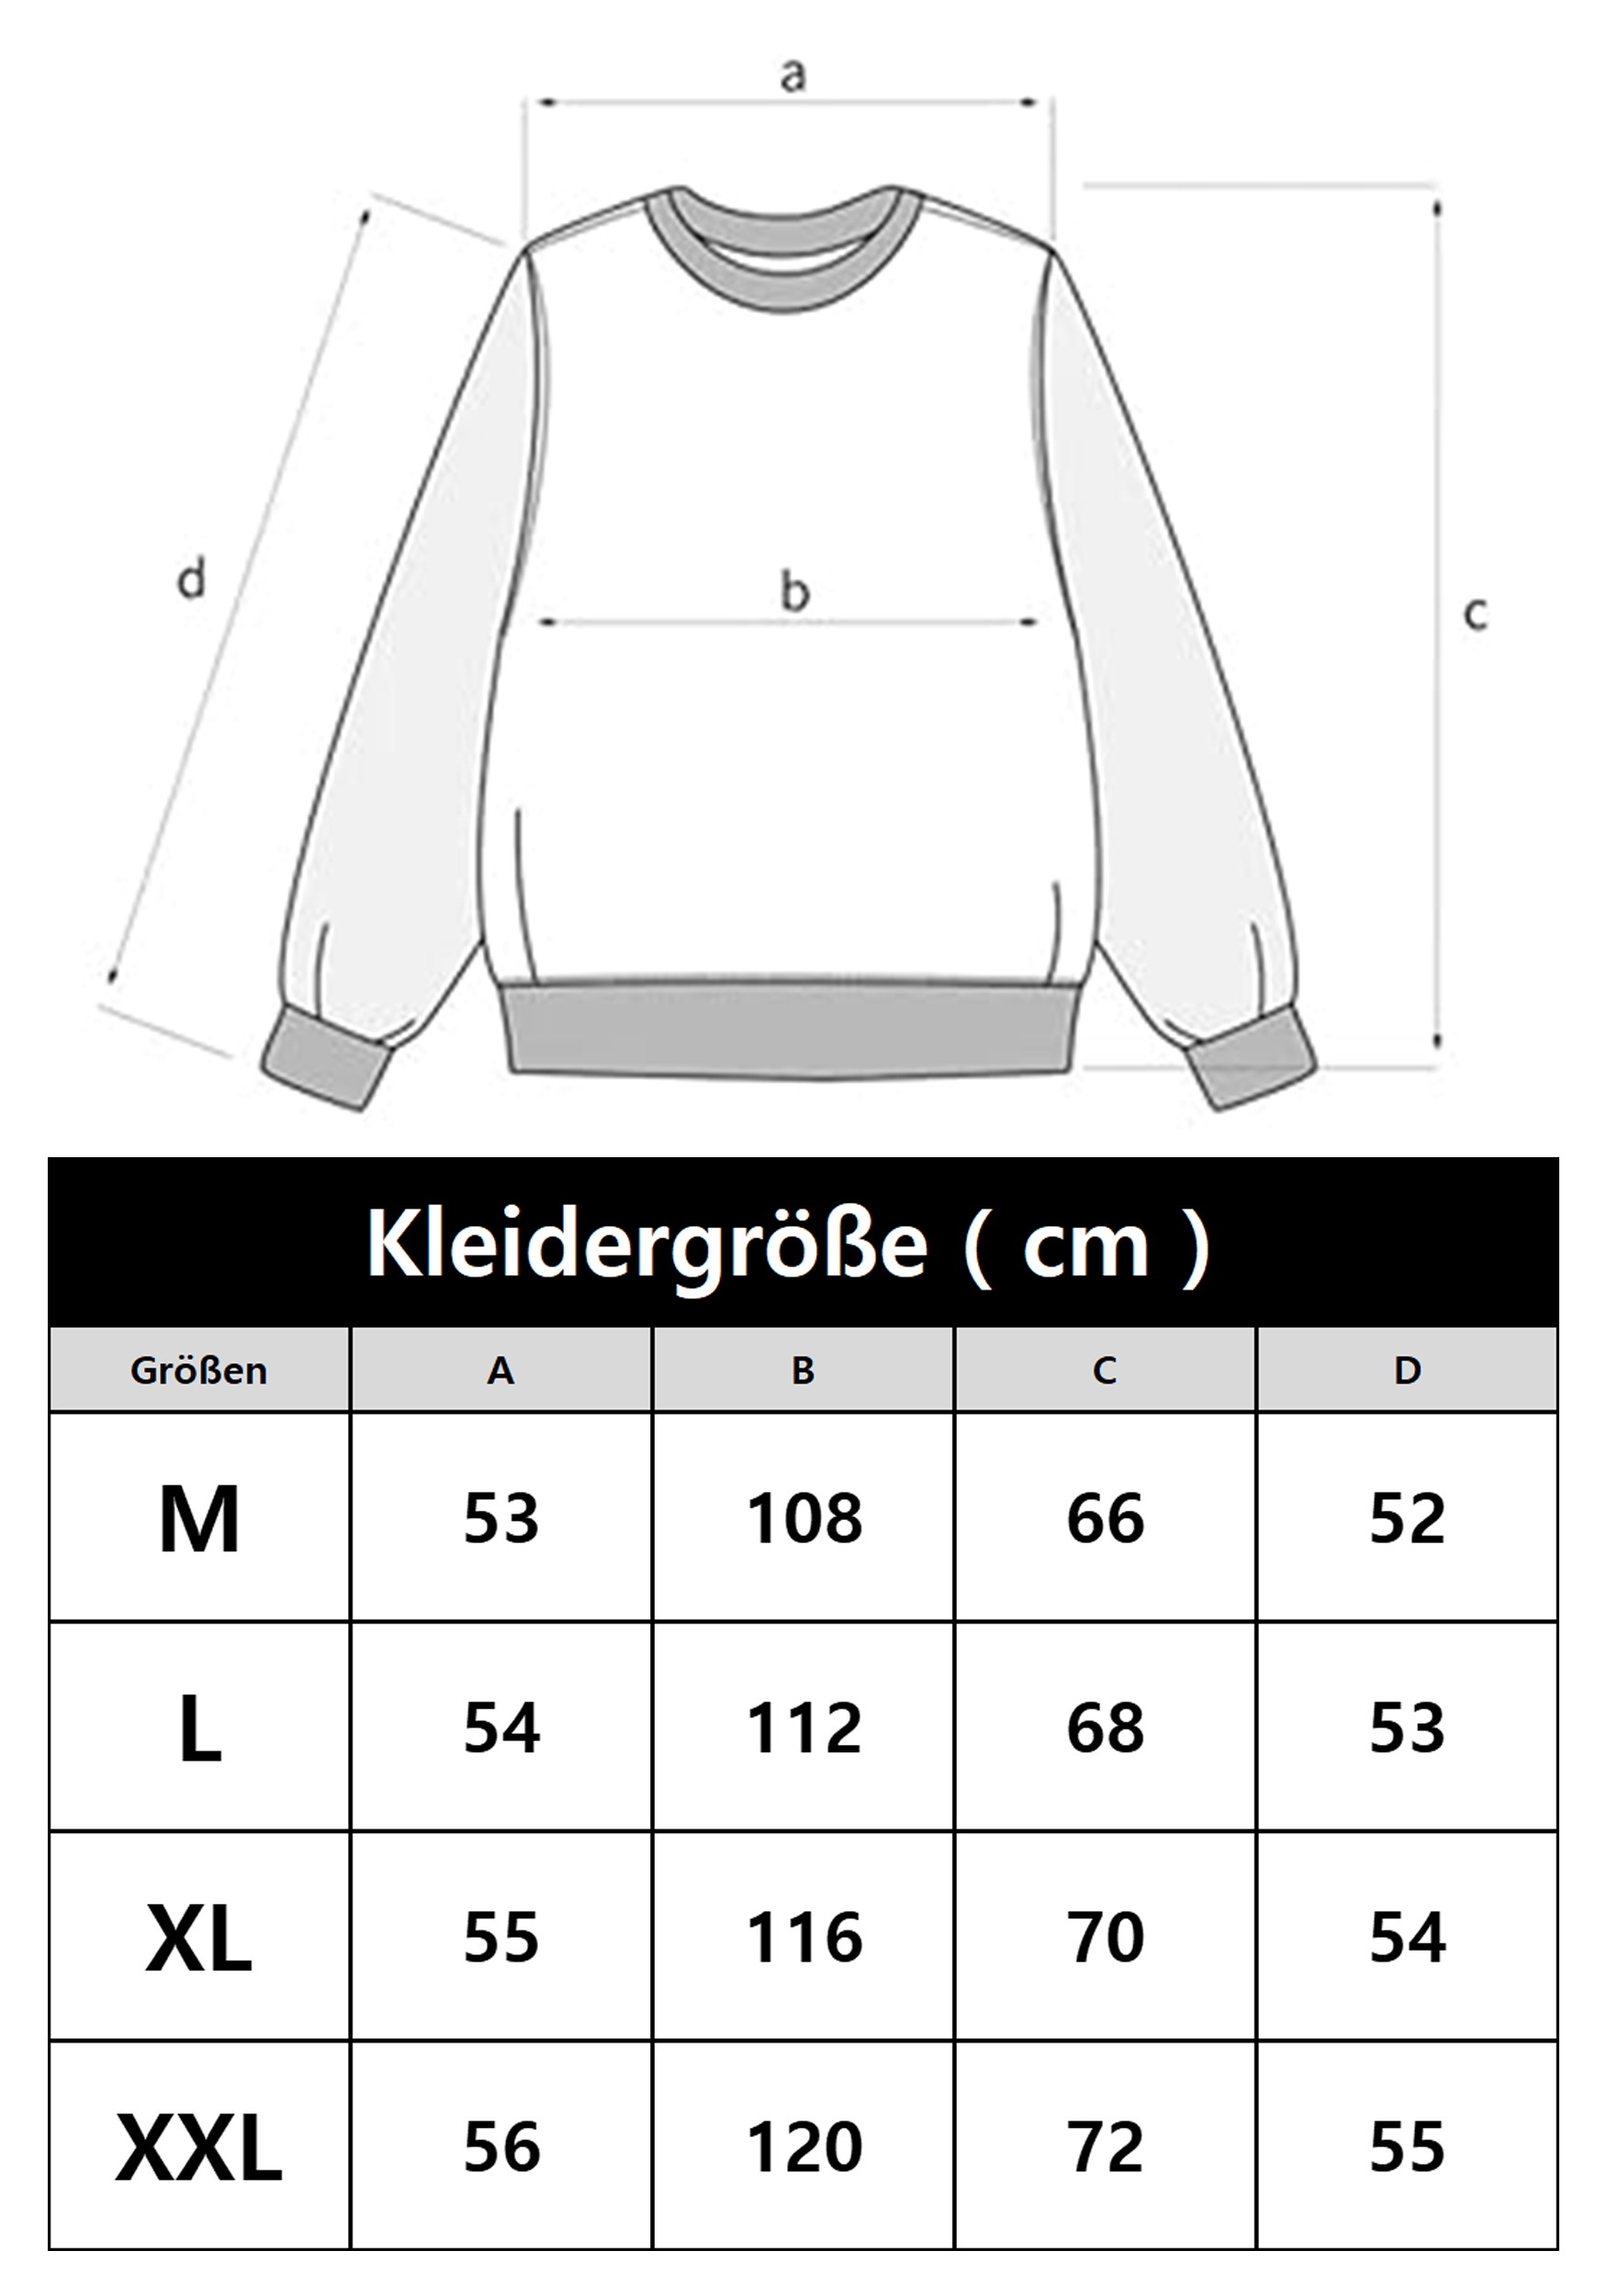 a
d
b
c
Kleidergröße ( cm )
Größen A B C D
M 53 108 66 52
L 54 112 68 53
XL 55 116 70 54
XXL 56 120 72 55